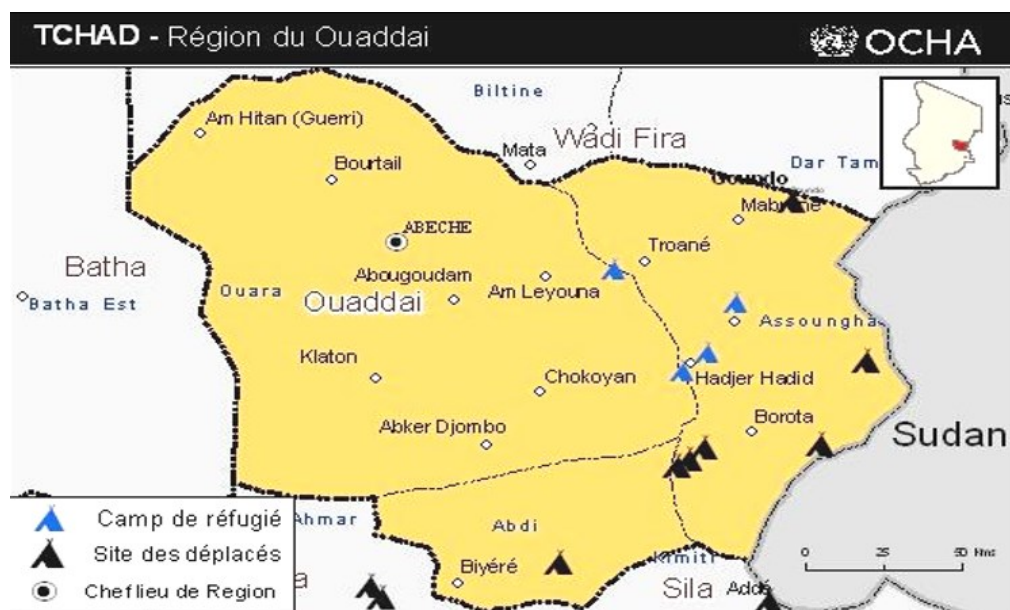 TCHAD - Région du Ouaddai
OCHA
Biltine
Am Hitan (Guerri)
Wadi Fira
Mata
Bourtail
Dar Tam
Goundo
Mabrone
ABECHE
Troané
Batha
Abougoudam
Am Leyouna
Ouara
Batha Est
Ouaddai
Assoungha
Klaton
Chokoyan
Hadjer Hadid
Abker Djombo
Borota
Sudan
Camp de réfugié
Ahmar
Abdi
Site des déplacés
Kimiti
0 25 50 Nms
Biyéré
Sila
Addé
Chef lieu de Region